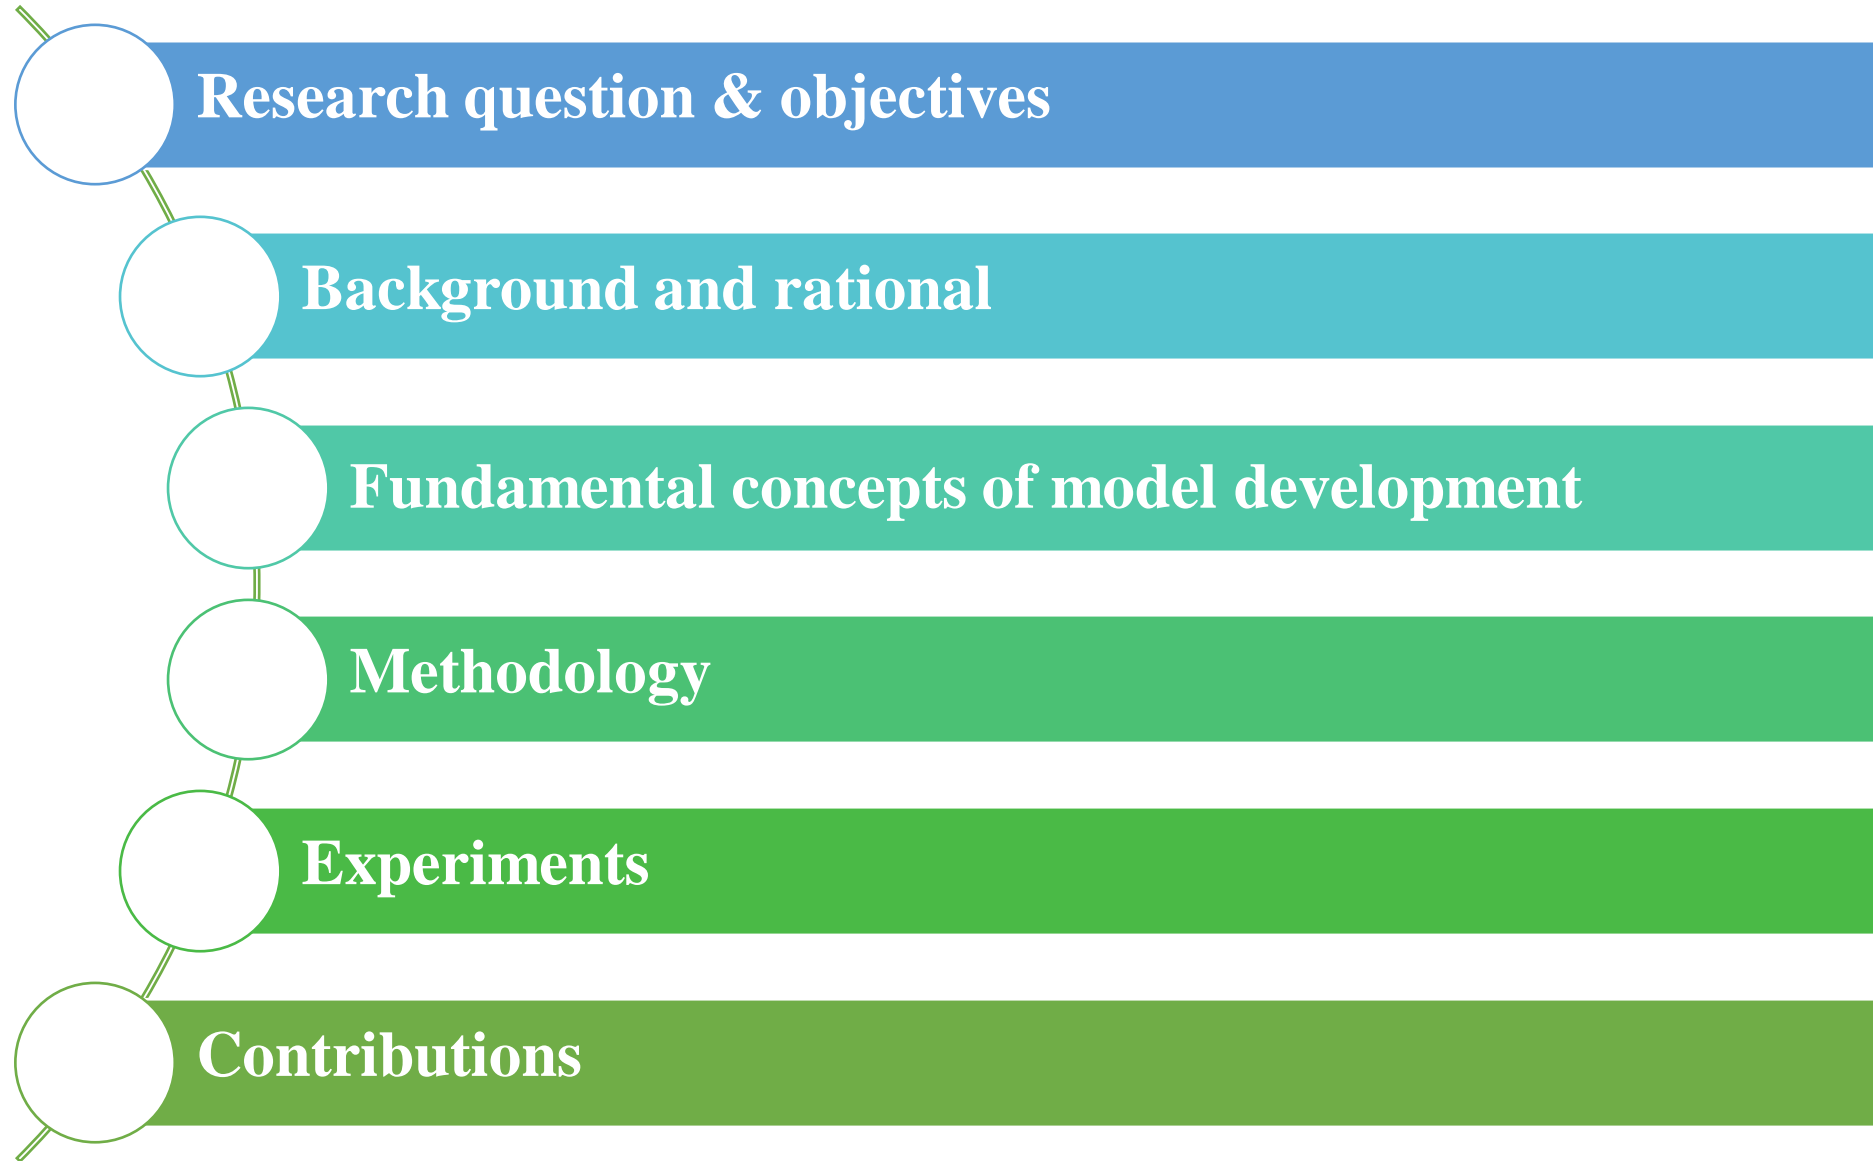 Research question & objectives
Background and rational
Fundamental concepts of model development
Methodology
Experiments
Contributions